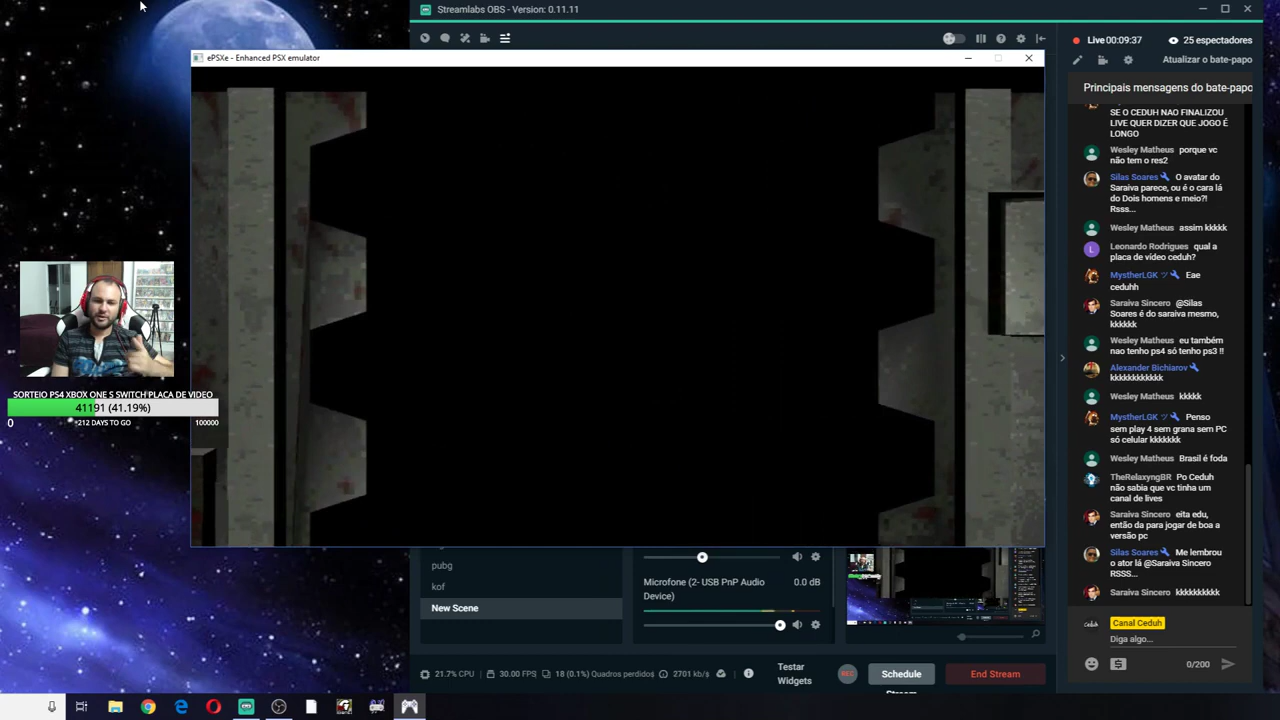 Streamlabs OBS - Version: 0.11.11
Live 00:09:37
25 espectadores
Atualizar o bate-papo
ePSXe - Enhanced PSX emulator
Principais mensagens do bate-papo
SE O CEDUH NAO FINALIZOU
LIVE QUER DIZER QUE JOGO É
LONGO
Wesley Matheus porque vc
não tem o res2
Silas Soares O avatar do
Saraiva parece, ou é o cara lá
do Dois homens e meio?!
Rsss...
Wesley Matheus assim kkkkk
L
Leonardo Rodrigues qual a
placa de vídeo ceduh?
MystherLGK ツ Eae
ceduhh
Saraiva Sincero @Silas
Soares é do saraiva mesmo,
kkkkkk
Wesley Matheus eu também
nao tenho ps4 só tenho ps3 !!
Alexander Bichiarov
kkkkkkkkkkkk
Wesley Matheus kkkkk
MystherLGK ツ Penso
sem play 4 sem grana sem PC
só celular kkkkkkk
Wesley Matheus Brasil é foda
TheRelaxyngBR Po Ceduh
não sabia que vc tinha um
canal de lives
Saraiva Sincero eita edu,
então da para jogar de boa a
versão pc
Silas Soares Me lembrou
o ator lá @Saraiva Sincero
RSSS...
Saraiva Sincero kkkkkkkkkk
Canal Ceduh
Diga algo...
0/200
SORTEIO PS4 XBOX ONE S SWITCH PLACA DE VIDEO
41191 (41.19%)
0
212 DAYS TO GO
100000
pubg
kof
New Scene
Microfone (2- USB PnP Audio
Device)
0.0 dB
21.7% CPU
30.00 FPS
18 (0.1%) Quadros perdidos
2701 kb/s
Testar
Widgets
REC
Schedule
Stream
End Stream